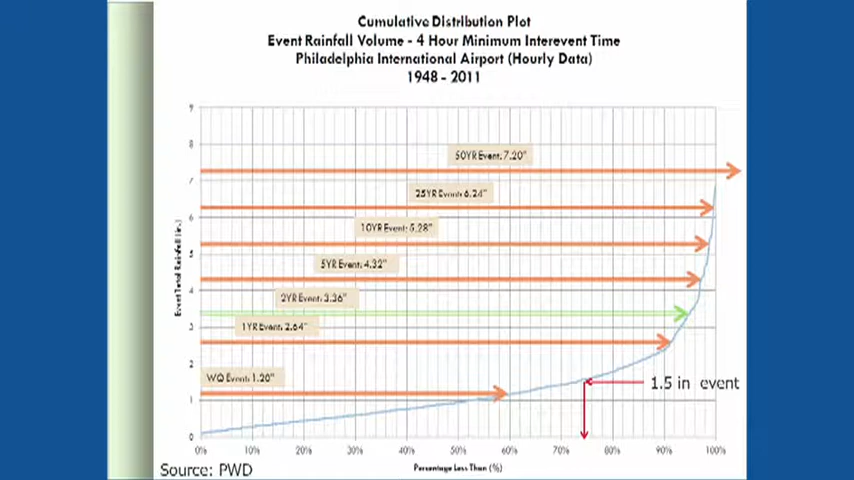 Cumulative Distribution Plot
Event Rainfall Volume - 4 Hour Minimum Interevent Time
Philadelphia International Airport (Hourly Data)
1948 - 2011
9
8
50YR Event: 7.20"
7
25YR Event: 6.24"
6
10YR Event: 5.28"
5
5YR Event: 4.32"
4
2YR Event: 3.36"
1YR Event: 2.64"
3
2
WQ Event: 1.20"
1.5 in event
1
0
Event Total Rainfall (in.)
0% 10% 20% 30% 40% 50% 60% 70% 80% 90% 100%
Percentage Less Than (%)
Source: PWD